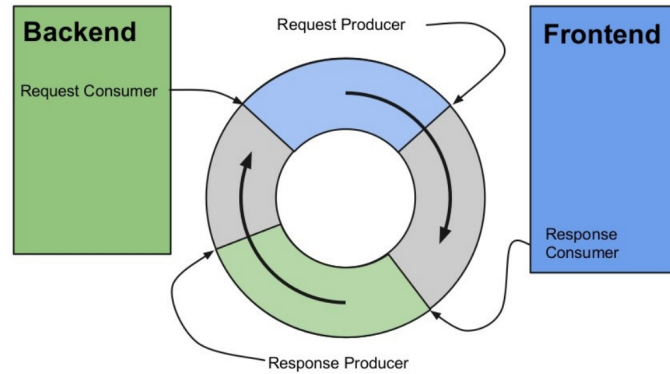 Backend
Request Producer
Frontend
Request Consumer
Response
Consumer
Response Producer